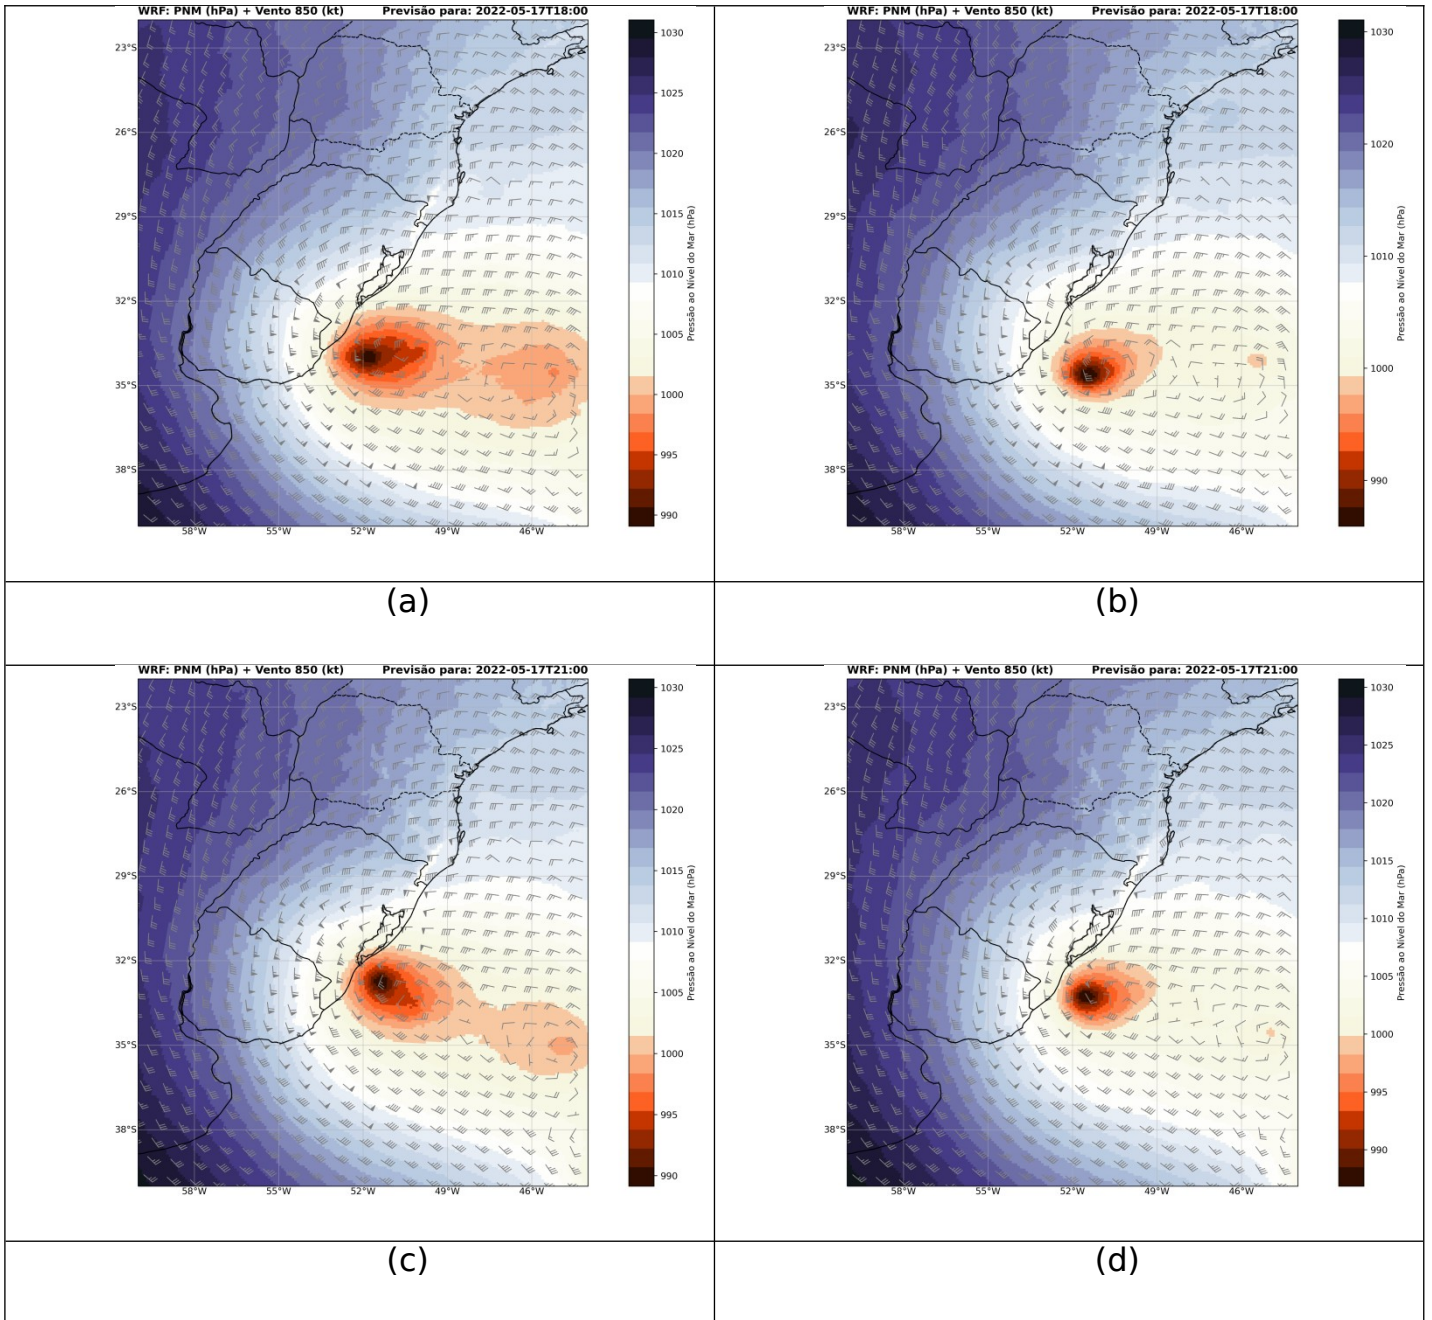 WRF: PNM (hPa) + Vento 850 (kt) Previsão para: 2022-05-17T18:00
23°S
26°S
29°S
32°S
35°S
38°S
58°W 55°W 52°W 49°W 46°W
1030
1025
1020
1015
1010
1005
1000
995
990
Pressão ao Nível do Mar (hPa)
(a)
WRF: PNM (hPa) + Vento 850 (kt) Previsão para: 2022-05-17T18:00
23°S
26°S
29°S
32°S
35°S
38°S
58°W 55°W 52°W 49°W 46°W
1030
1020
1010
1000
990
Pressão ao Nível do Mar (hPa)
(b)
WRF: PNM (hPa) + Vento 850 (kt) Previsão para: 2022-05-17T21:00
23°S
26°S
29°S
32°S
35°S
38°S
58°W 55°W 52°W 49°W 46°W
1030
1025
1020
1015
1010
1005
1000
995
990
Pressão ao Nível do Mar (hPa)
(c)
WRF: PNM (hPa) + Vento 850 (kt) Previsão para: 2022-05-17T21:00
23°S
26°S
29°S
32°S
35°S
38°S
58°W 55°W 52°W 49°W 46°W
1030
1025
1020
1015
1010
1005
1000
995
990
Pressão ao Nível do Mar (hPa)
(d)